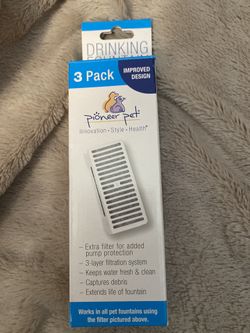 DRINKING
FOUNTAIN
3 Pack
IMPROVED
DESIGN
pioneer pet
Innovation • Style • Health
- Extra filter for added
pump protection
- 3-layer filtration system
- Keeps water fresh & clean
- Captures debris
- Extends life of fountain
Works in all pet fountains using
the filter pictured above.